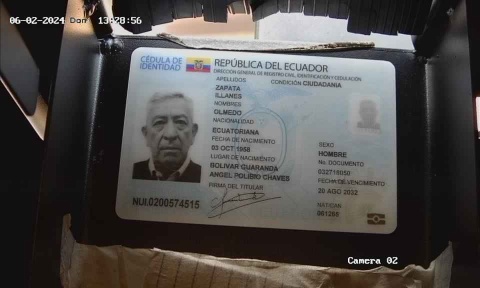 06-02-2024 Dom 13:28:56
CÉDULA DE IDENTIDAD
REPÚBLICA DEL ECUADOR
DIRECCIÓN GENERAL DE REGISTRO CIVIL, IDENTIFICACIÓN Y CEDULACIÓN
APELLIDOS
CONDICIÓN CIUDADANÍA
ZAPATA
ILLANES
NOMBRES
OLMEDO
NACIONALIDAD
ECUATORIANA
FECHA DE NACIMIENTO
03 OCT 1958
LUGAR DE NACIMIENTO
BOLIVAR GUARANDA
ANGEL POLIBIO CHAVES
FIRMA DEL TITULAR
SEXO
HOMBRE
No. DOCUMENTO
032718050
FECHA DE VENCIMIENTO
20 AGO 2032
NAT/CAN
961265
NUI.0200574515
Camera 02